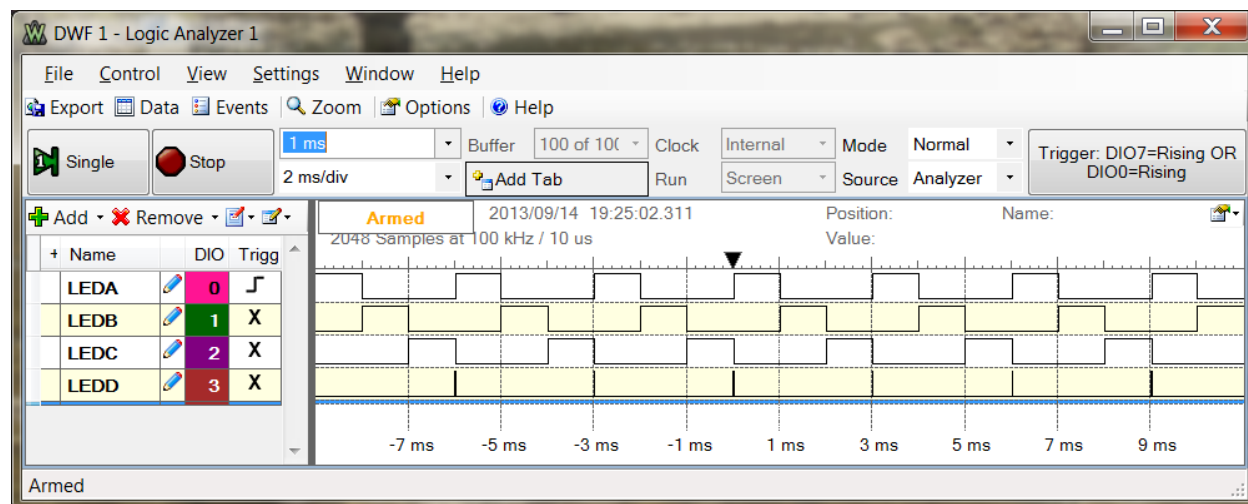 DWF 1 - Logic Analyzer 1
File Control View Settings Window Help
Export Data Events Zoom Options Help
Single Stop 1 ms Buffer 100 of 10( Clock Internal Mode Normal Trigger: DIO7=Rising OR DIO0=Rising
2 ms/div Add Tab Run Screen Source Analyzer
Add Remove Armed 2013/09/14 19:25:02.311 Position: Name:
2048 Samples at 100 kHz / 10 us Value:
+ Name DIO Trigg
LEDA 0
LEDB 1 X
LEDC 2 X
LEDD 3 X
-7 ms -5 ms -3 ms -1 ms 1 ms 3 ms 5 ms 7 ms 9 ms
Armed